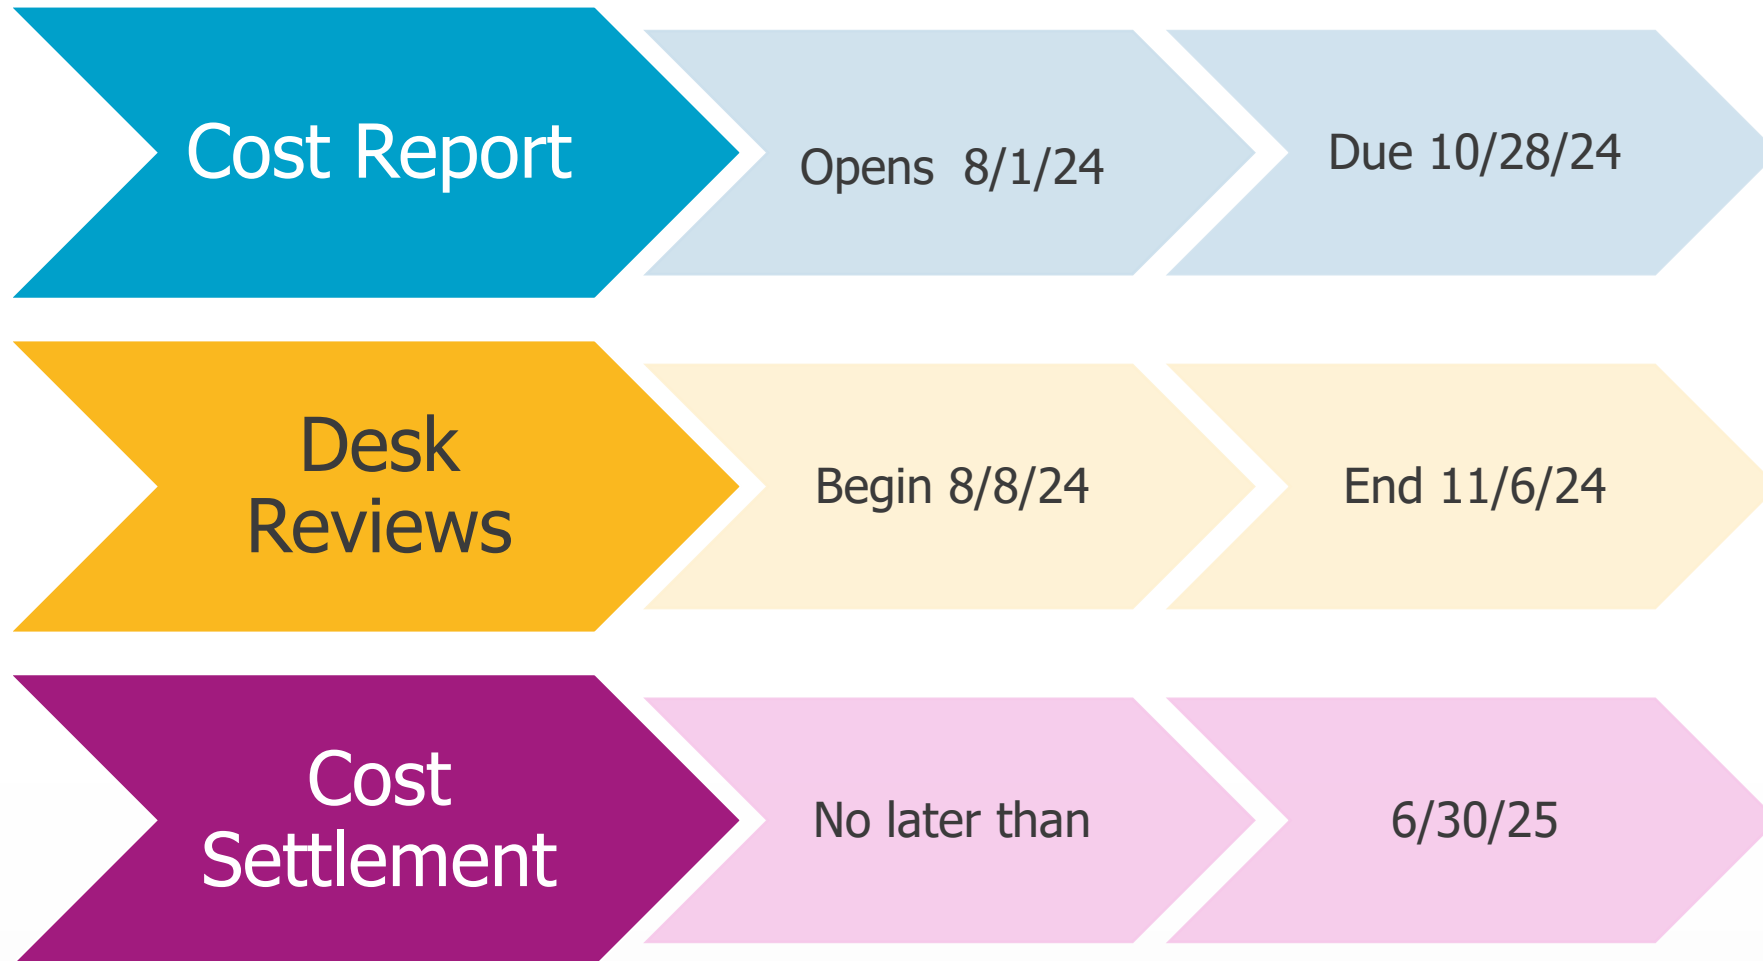 Cost Report
Opens  8/1/24
Due 10/28/24
Desk
Reviews
Begin 8/8/24
End 11/6/24
Cost
Settlement
No later than
6/30/25